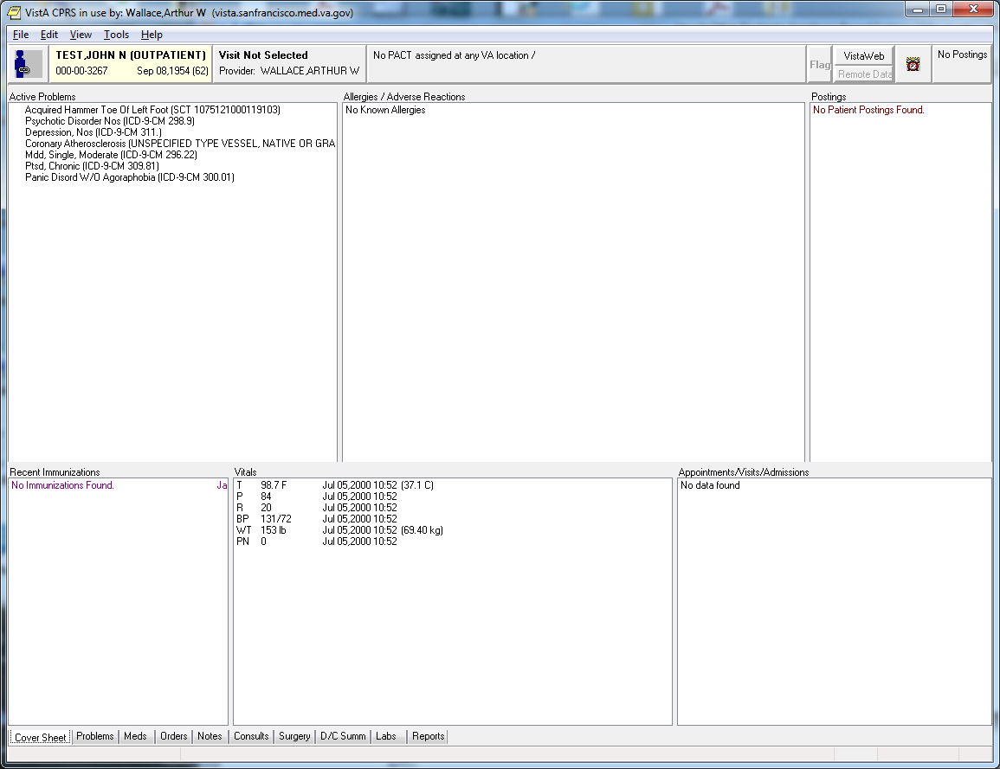 VistA CPRS in use by: Wallace,Arthur W (vista.sanfrancisco.med.va.gov)
File Edit View Tools Help
TEST,JOHN N (OUTPATIENT)
000-00-3267 Sep 08,1954 (62)
Visit Not Selected
Provider: WALLACE,ARTHUR W
No PACT assigned at any VA location /
Flag
VistaWeb
Remote Data
No Postings
Active Problems
Acquired Hammer Toe Of Left Foot (SCT 1075121000119103)
Psychotic Disorder Nos (ICD-9-CM 298.9)
Depression, Nos (ICD-9-CM 311.)
Coronary Atherosclerosis (UNSPECIFIED TYPE VESSEL, NATIVE OR GRA
Mdd, Single, Moderate (ICD-9-CM 296.22)
Ptsd, Chronic (ICD-9-CM 309.81)
Panic Disord W/O Agoraphobia (ICD-9-CM 300.01)
Allergies / Adverse Reactions
No Known Allergies
Postings
No Patient Postings Found.
Recent Immunizations
No Immunizations Found. Ja
Vitals
T 98.7 F Jul 05,2000 10:52 (37.1 C)
P 84 Jul 05,2000 10:52
R 20 Jul 05,2000 10:52
BP 131/72 Jul 05,2000 10:52
WT 153 lb Jul 05,2000 10:52 (69.40 kg)
PN 0 Jul 05,2000 10:52
Appointments/Visits/Admissions
No data found
Cover Sheet Problems Meds Orders Notes Consults Surgery D/C Summ Labs Reports